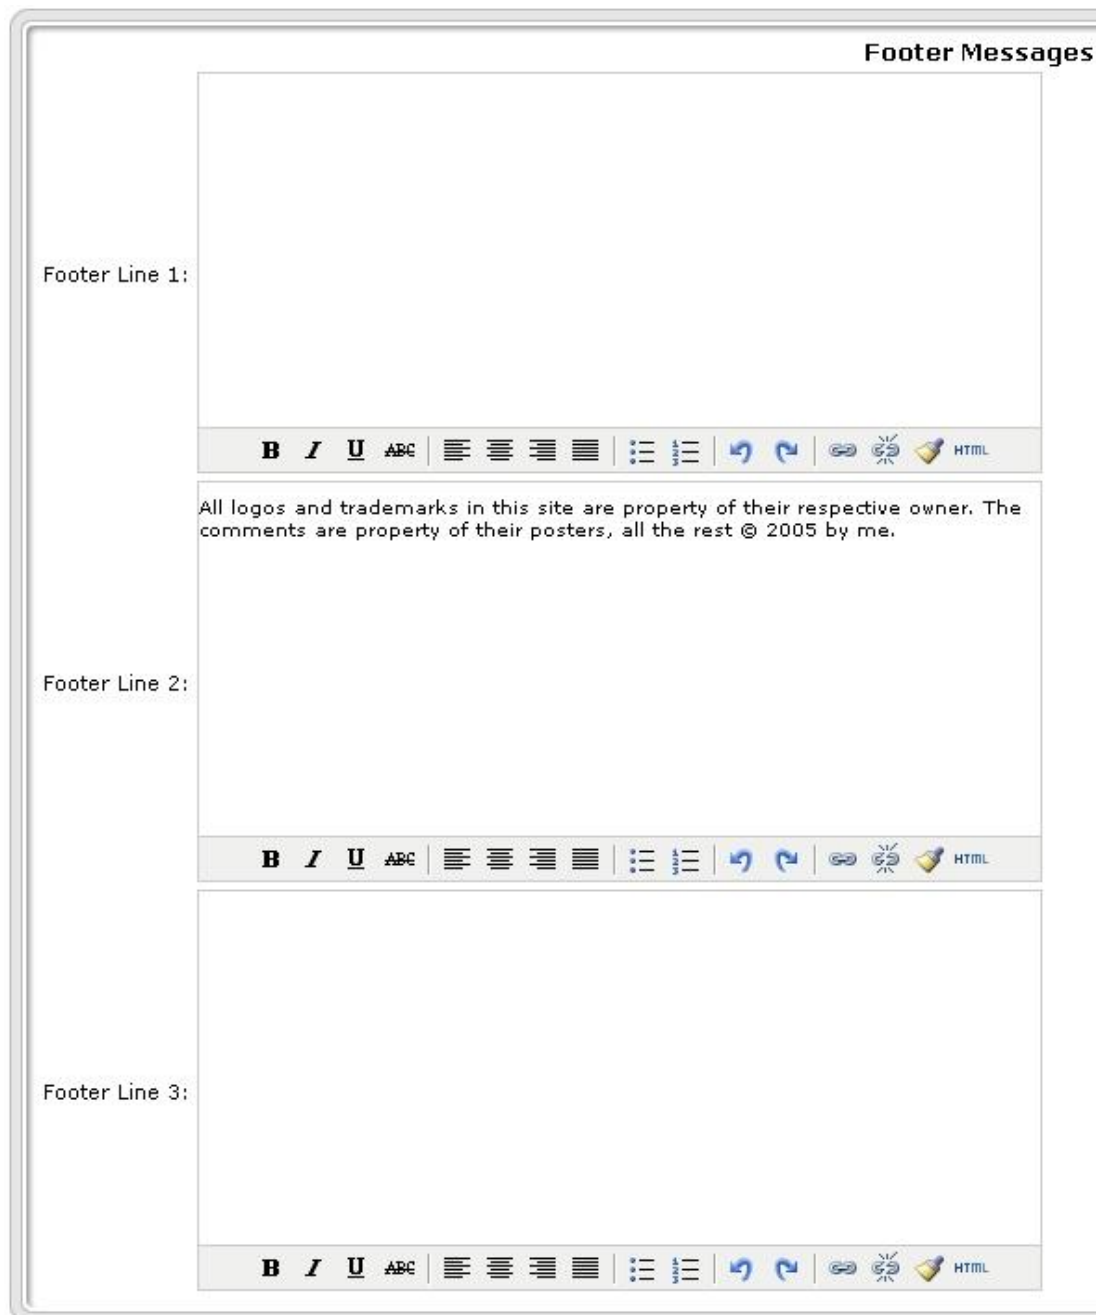 Footer Messages
Footer Line 1:
B I U ABC HTML
All logos and trademarks in this site are property of their respective owner. The
comments are property of their posters, all the rest © 2005 by me.
Footer Line 2:
B I U ABC HTML
Footer Line 3:
B I U ABC HTML